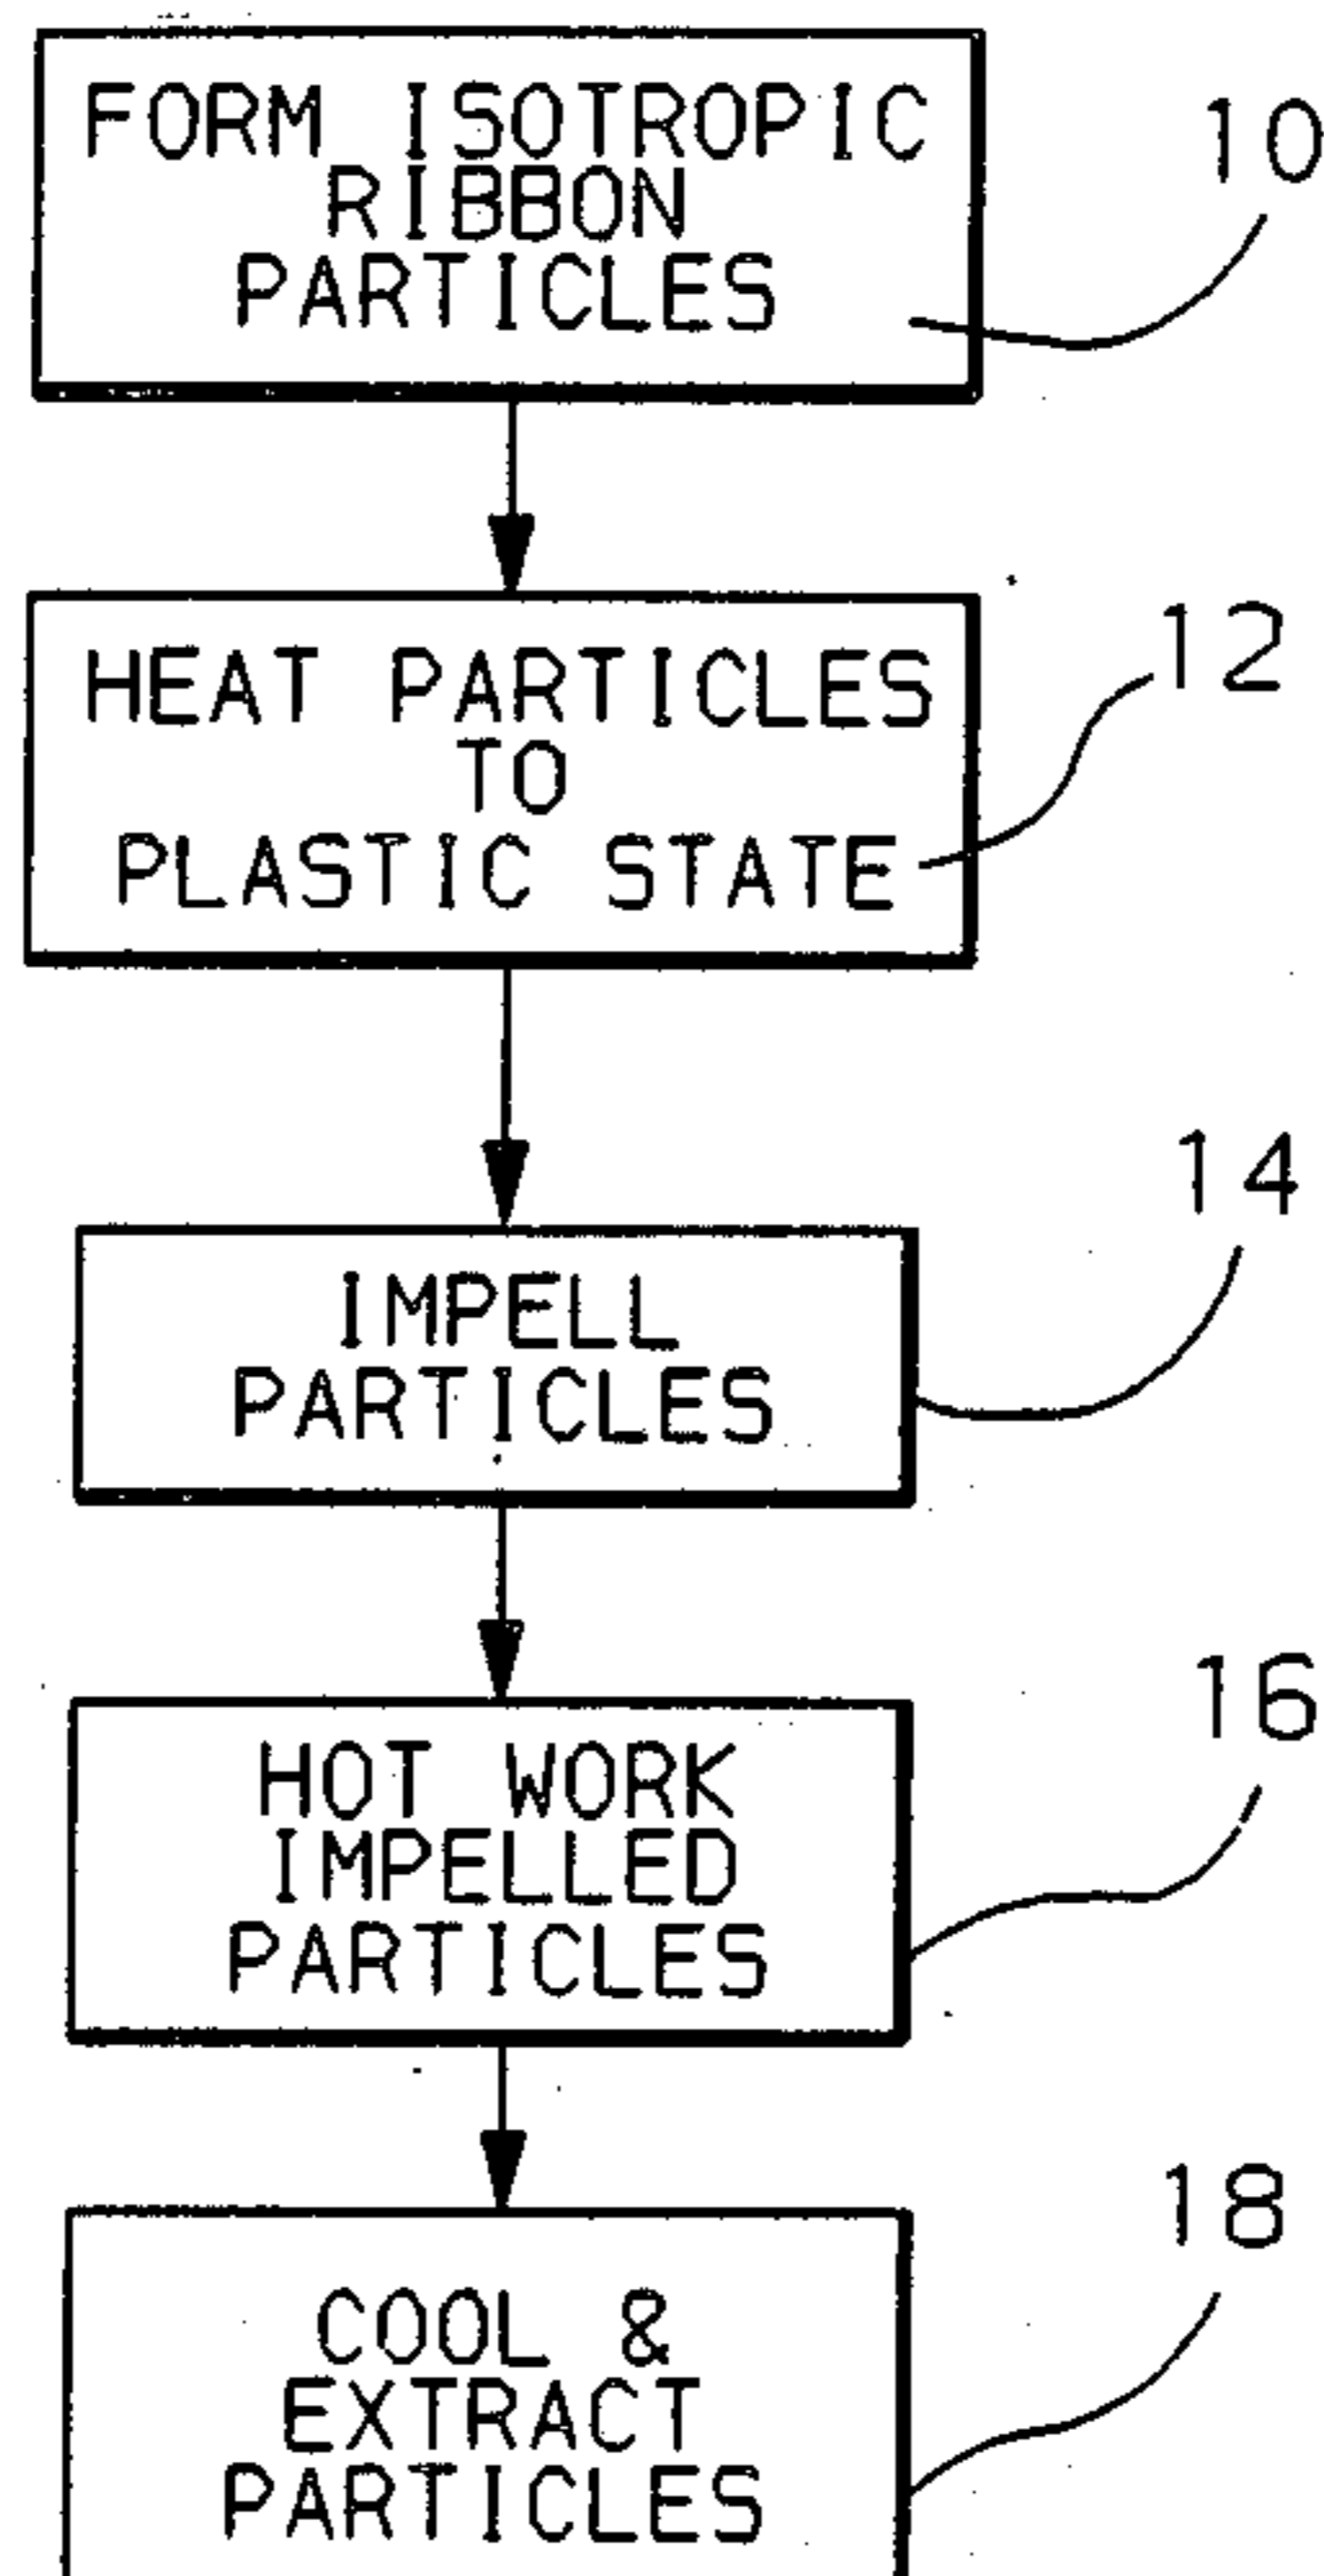 FORM ISOTROPIC
RIBBON
PARTICLES
10
HEAT PARTICLES
TO
PLASTIC STATE
12
IMPELL
PARTICLES
14
HOT WORK
IMPELLED
PARTICLES
16
COOL &
EXTRACT
PARTICLES
18